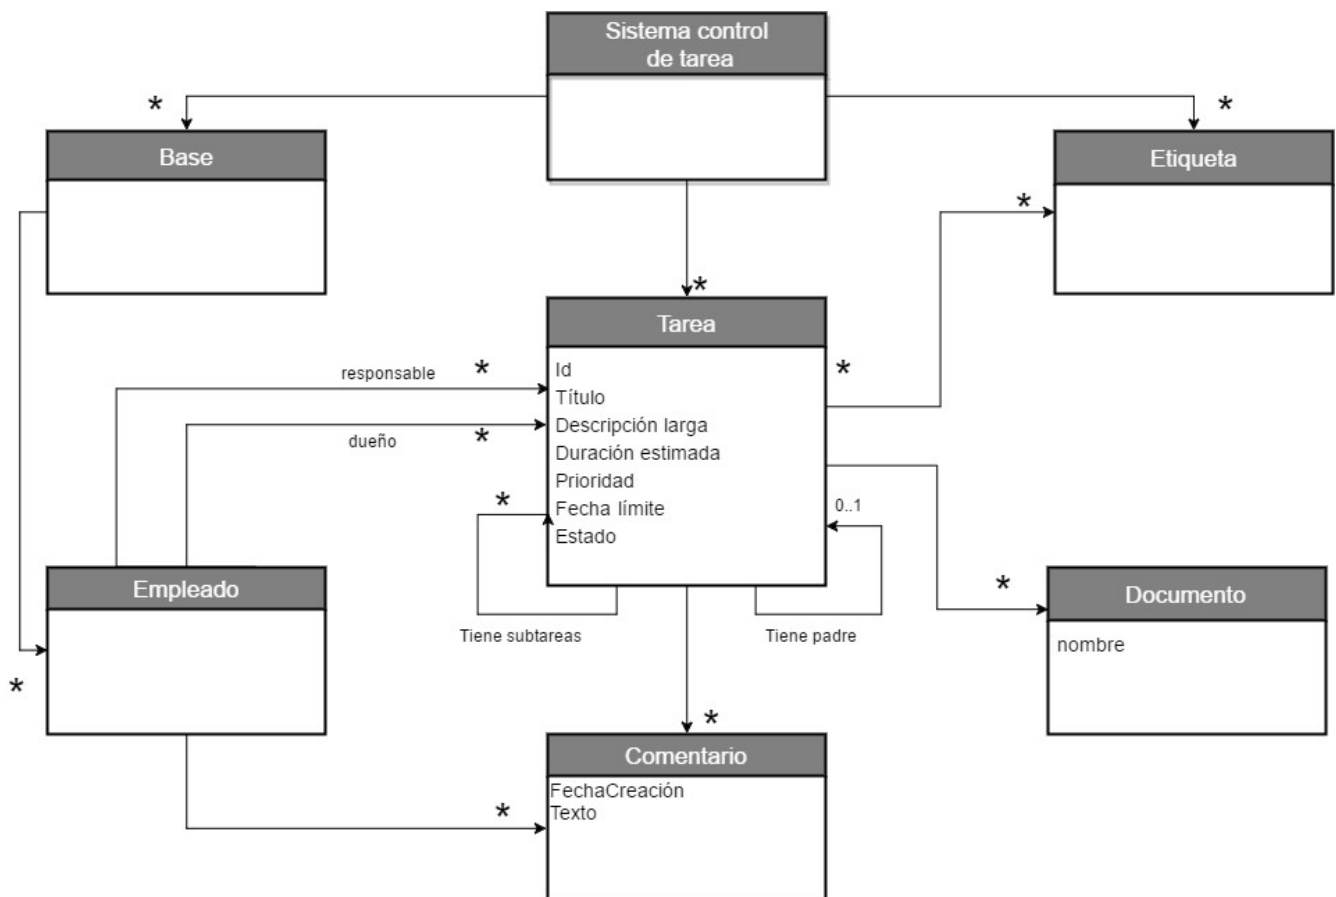 Sistema control
de tarea
*
*
Base
Etiqueta
*
*
Tarea
Id
Título
Descripción larga
Duración estimada
Prioridad
Fecha límite
Estado
*
responsable
*
dueño
*
*
0..1
Empleado
*
Documento
nombre
Tiene subtareas
Tiene padre
*
*
Comentario
FechaCreación
Texto
*